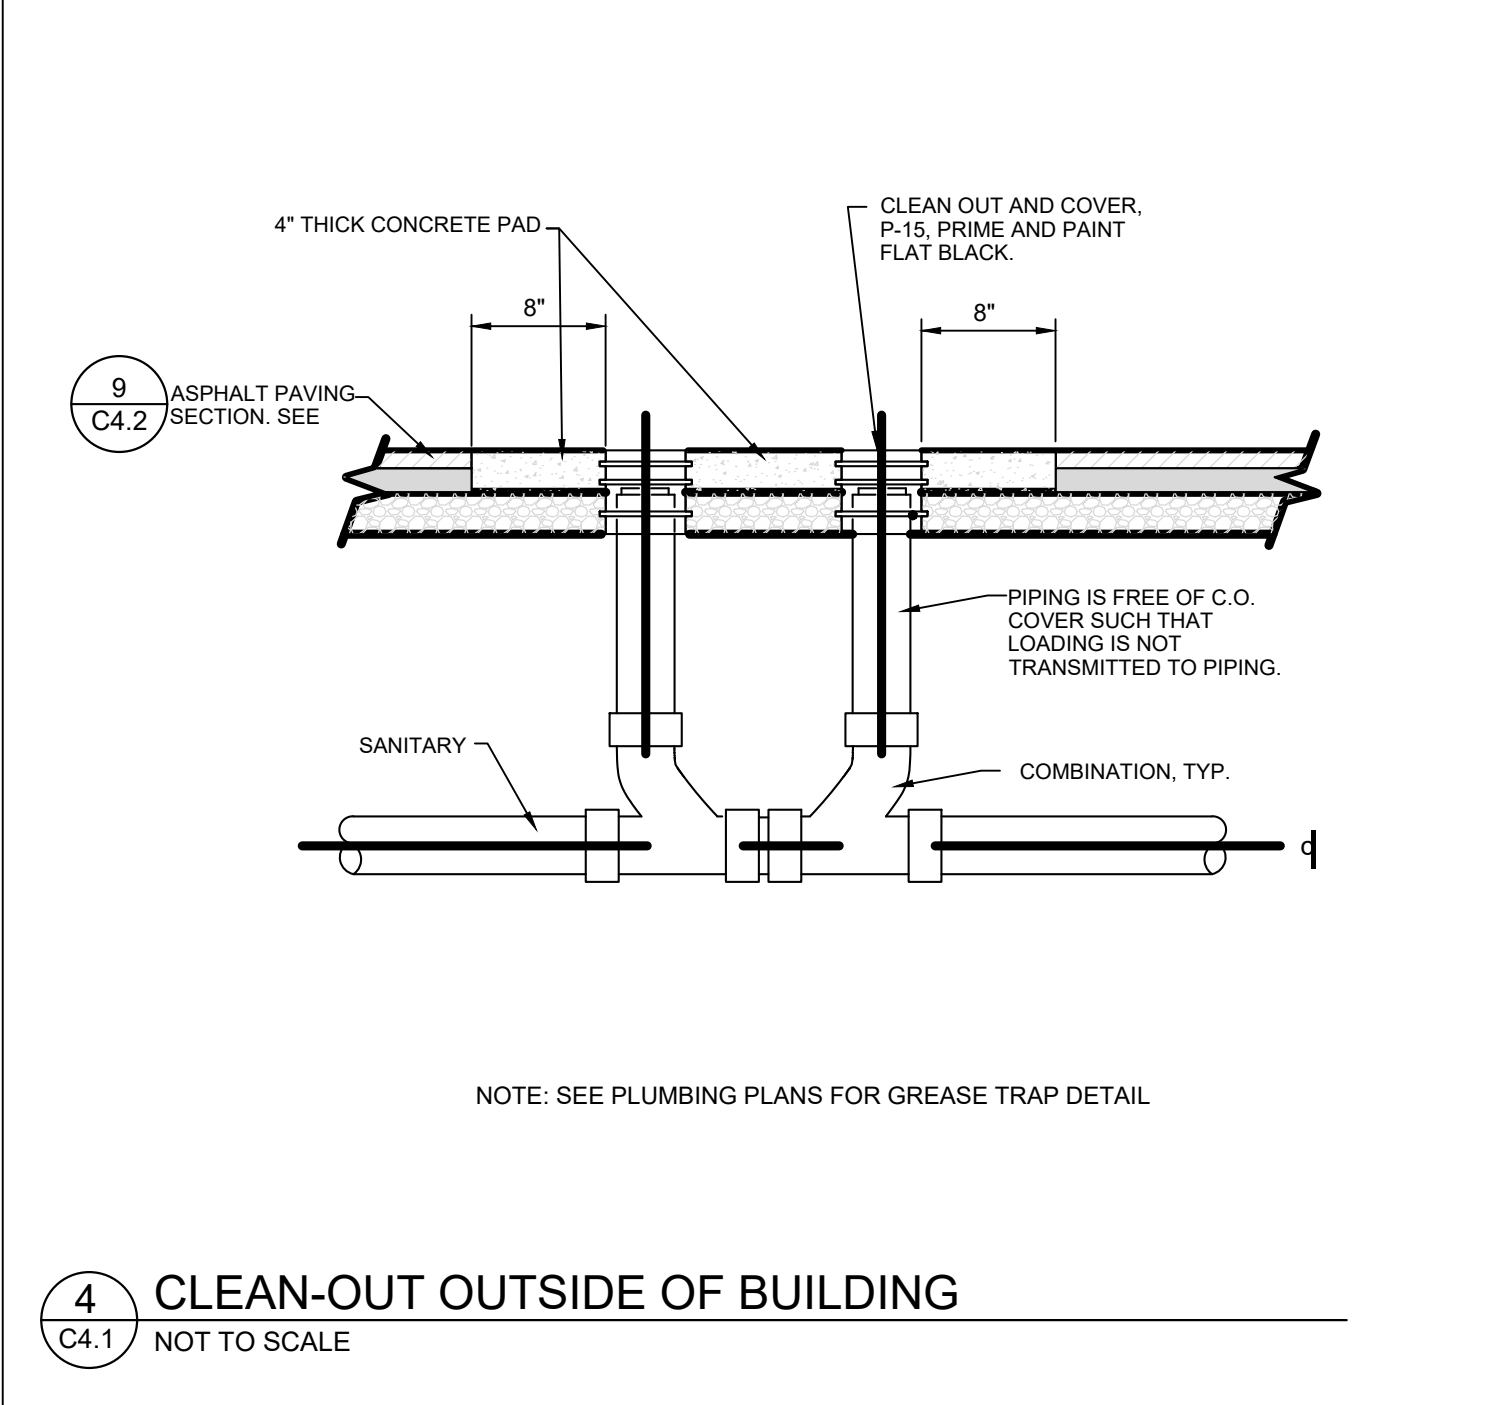 4" THICK CONCRETE PAD
CLEAN OUT AND COVER,
P-15, PRIME AND PAINT
FLAT BLACK.
8"
8"
9
C4.2
ASPHALT PAVING
SECTION. SEE
PIPING IS FREE OF C.O.
COVER SUCH THAT
LOADING IS NOT
TRANSMITTED TO PIPING.
SANITARY
COMBINATION, TYP.
NOTE: SEE PLUMBING PLANS FOR GREASE TRAP DETAIL
4
C4.1
CLEAN-OUT OUTSIDE OF BUILDING
NOT TO SCALE